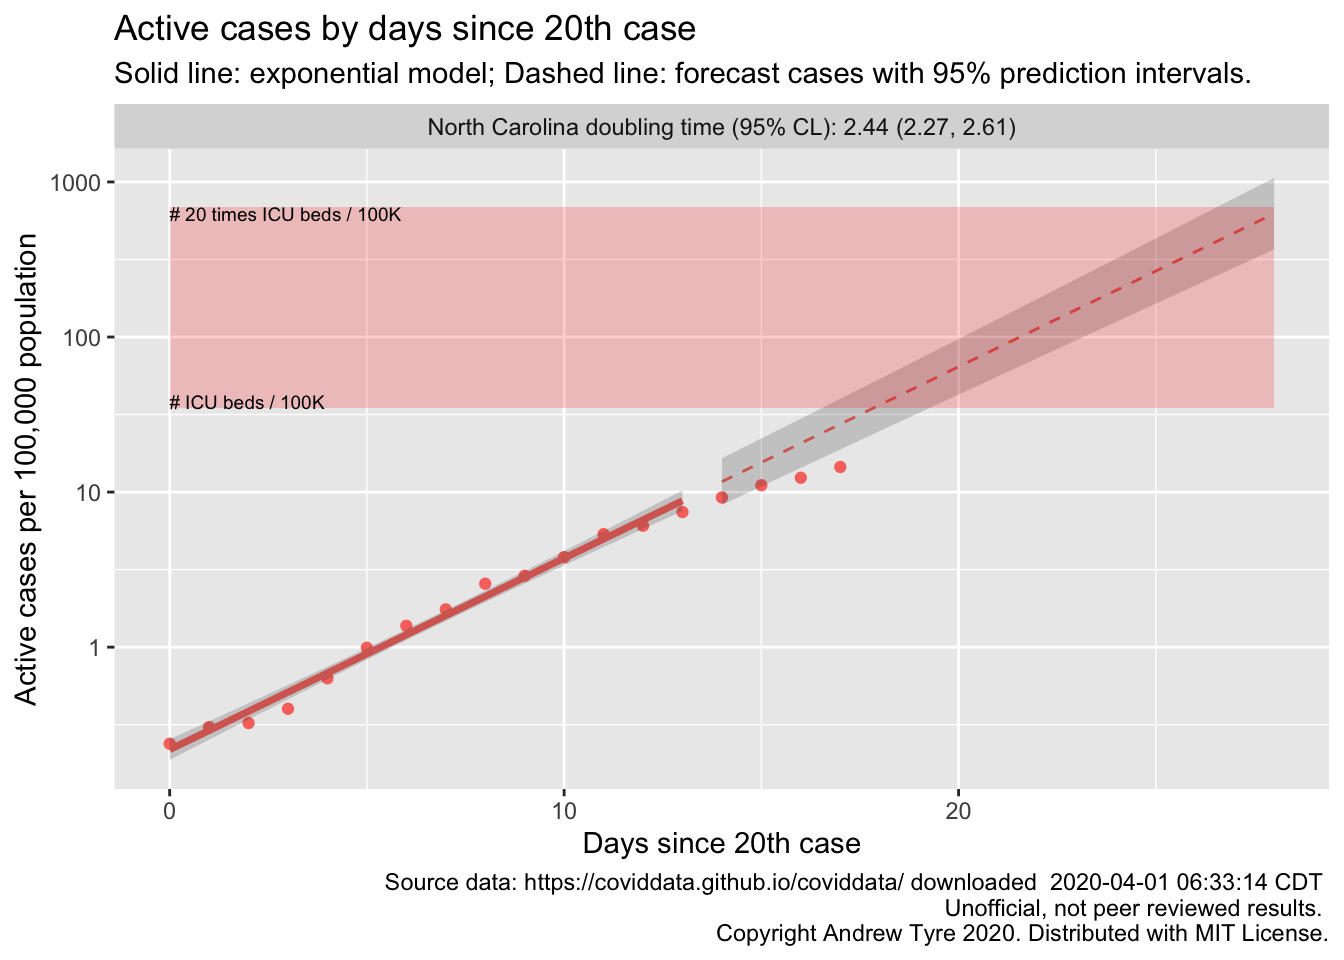 Active cases by days since 20th case
Solid line: exponential model; Dashed line: forecast cases with 95% prediction intervals.
North Carolina doubling time (95% CL): 2.44 (2.27, 2.61)
Active cases per 100,000 population
1000
100
10
1
# 20 times ICU beds / 100K
# ICU beds / 100K
0
10
20
Days since 20th case
Source data: https://coviddata.github.io/coviddata/ downloaded  2020-04-01 06:33:14 CDT
Unofficial, not peer reviewed results.
Copyright Andrew Tyre 2020. Distributed with MIT License.